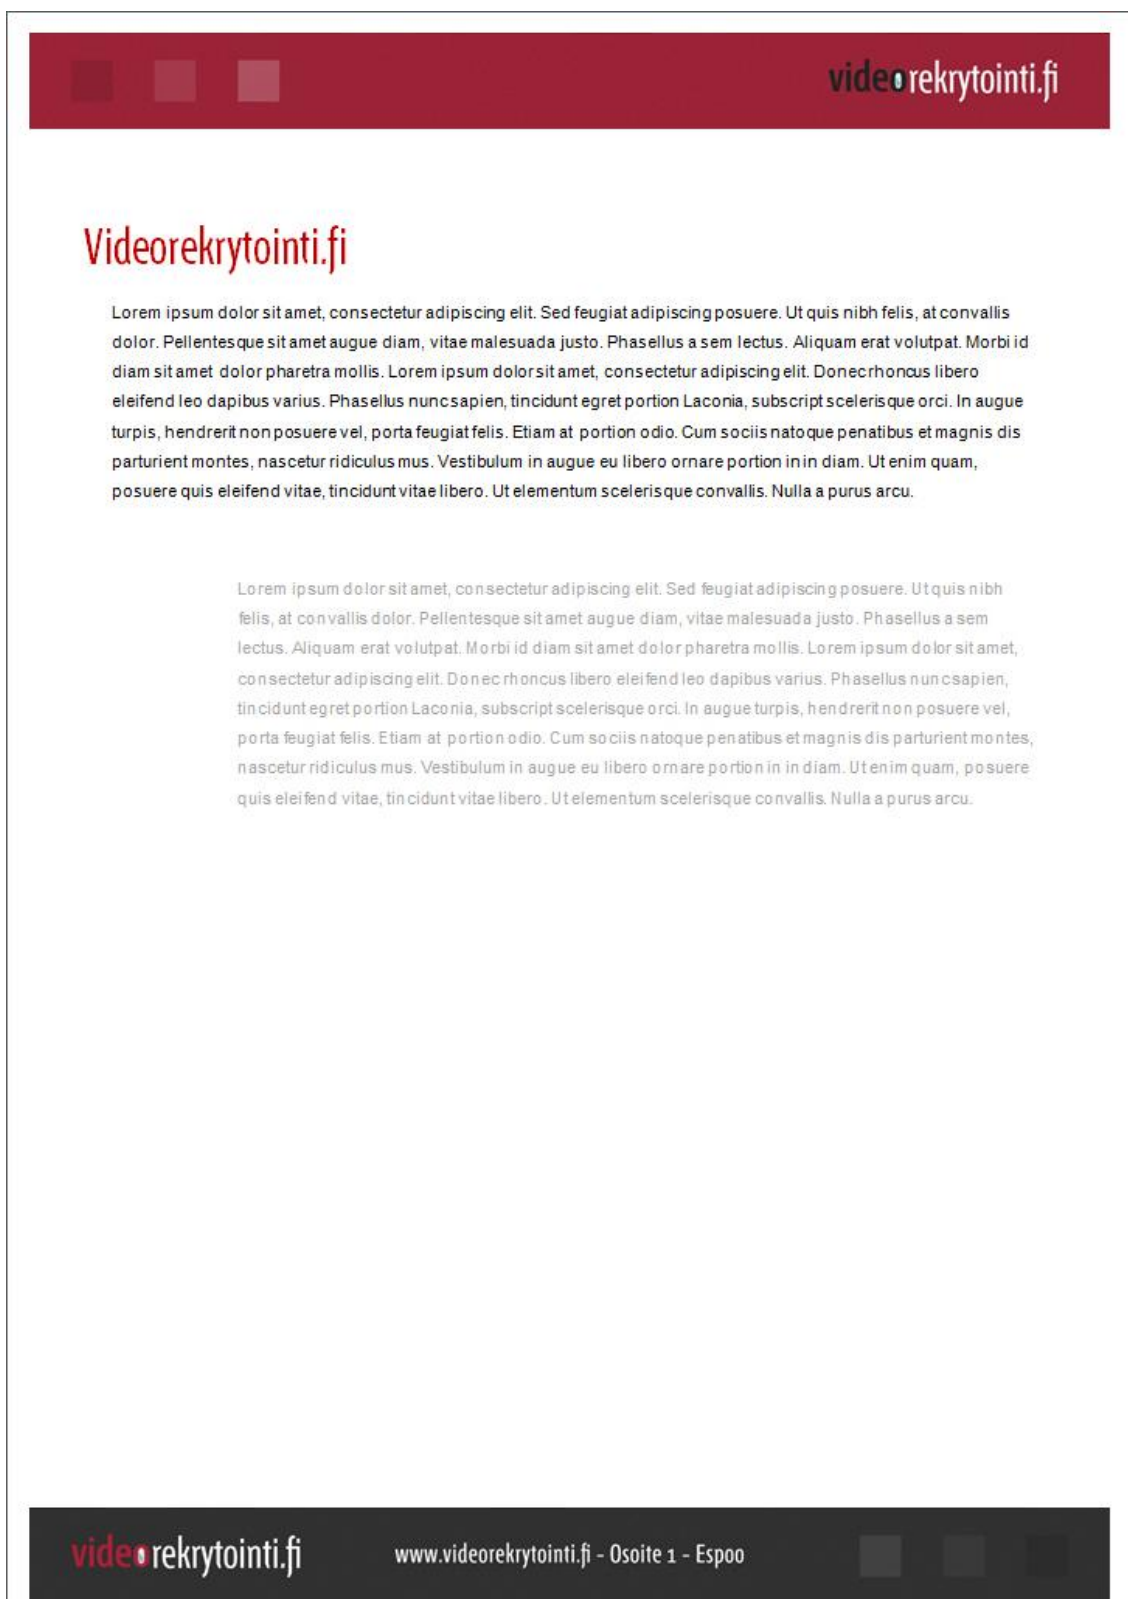 videorekrytointi.fi
Videorekrytointi.fi
Lorem ipsum dolor sit amet, consectetur adipiscing elit. Sed feugiat adipiscing posuere. Ut quis nibh felis, at convallis
dolor. Pellentesque sit amet augue diam, vitae malesuada justo. Phasellus a sem lectus. Aliquam erat volutpat. Morbi id
diam sit amet dolor pharetra mollis. Lorem ipsum dolor sit amet, consectetur adipiscing elit. Donec rhoncus libero
eleifend leo dapibus varius. Phasellus nunc sapien, tincidunt egret portion Laconia, subscript scelerisque orci. In augue
turpis, hendrerit non posuere vel, porta feugiat felis. Etiam at portion odio. Cum sociis natoque penatibus et magnis dis
parturient montes, nascetur ridiculus mus. Vestibulum in augue eu libero ornare portion in in diam. Ut enim quam,
posuere quis eleifend vitae, tincidunt vitae libero. Ut elementum scelerisque convallis. Nulla a purus arcu.
Lorem ipsum dolor sit amet, consectetur adipiscing elit. Sed feugiat adipiscing posuere. Ut quis nibh
felis, at convallis dolor. Pellentesque sit amet augue diam, vitae malesuada justo. Phasellus a sem
lectus. Aliquam erat volutpat. Morbi id diam sit amet dolor pharetra mollis. Lorem ipsum dolor sit amet,
consectetur adipiscing elit. Donec rhoncus libero eleifend leo dapibus varius. Phasellus nunc sapien,
tincidunt egret portion Laconia, subscript scelerisque orci. In augue turpis, hendrerit non posuere vel,
porta feugiat felis. Etiam at portion odio. Cum sociis natoque penatibus et magnis dis parturient montes,
nascetur ridiculus mus. Vestibulum in augue eu libero ornare portion in in diam. Ut enim quam, posuere
quis eleifend vitae, tincidunt vitae libero. Ut elementum scelerisque convallis. Nulla a purus arcu.
videorekrytointi.fi www.videorekrytointi.fi - Osoite 1 - Espoo